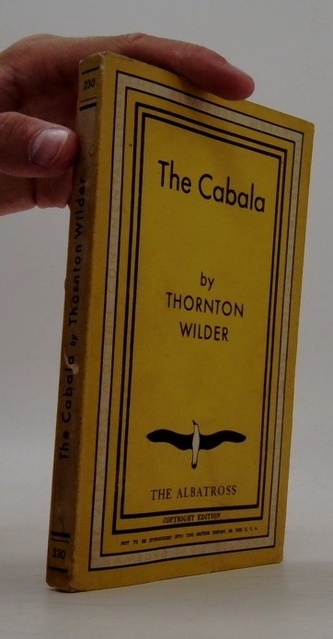 230
The Cabala by Thornton Wilder
230
The Cabala
by
THORNTON
WILDER
THE ALBATROSS
COPYRIGHT EDITION
NOT TO BE INTRODUCED INTO THE BRITISH EMPIRE OR THE U.S.A.